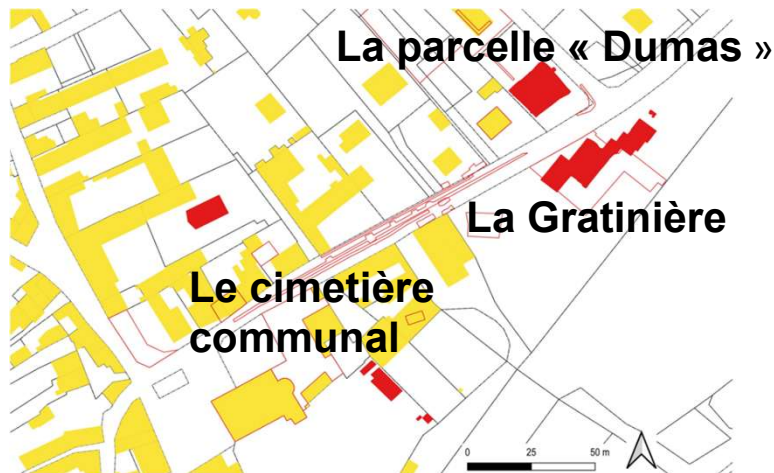 La parcelle « Dumas »
La Gratinière
Le cimetière
communal
0 25 50 m